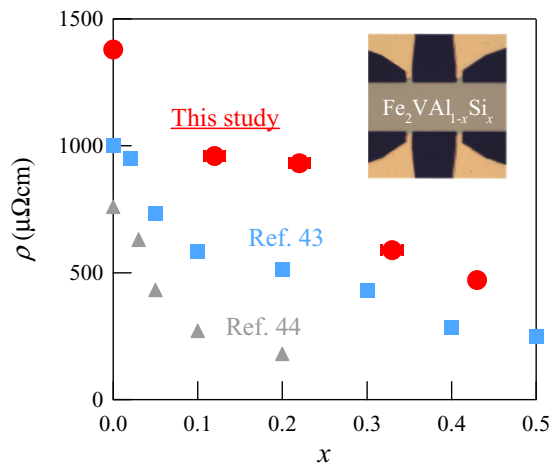 1500
1000
500
0
ρ (μΩcm)
This study
Ref. 43
Ref. 44
Fe₂VAl₁₋ₓSiₓ
0.0 0.1 0.2 0.3 0.4 0.5
x